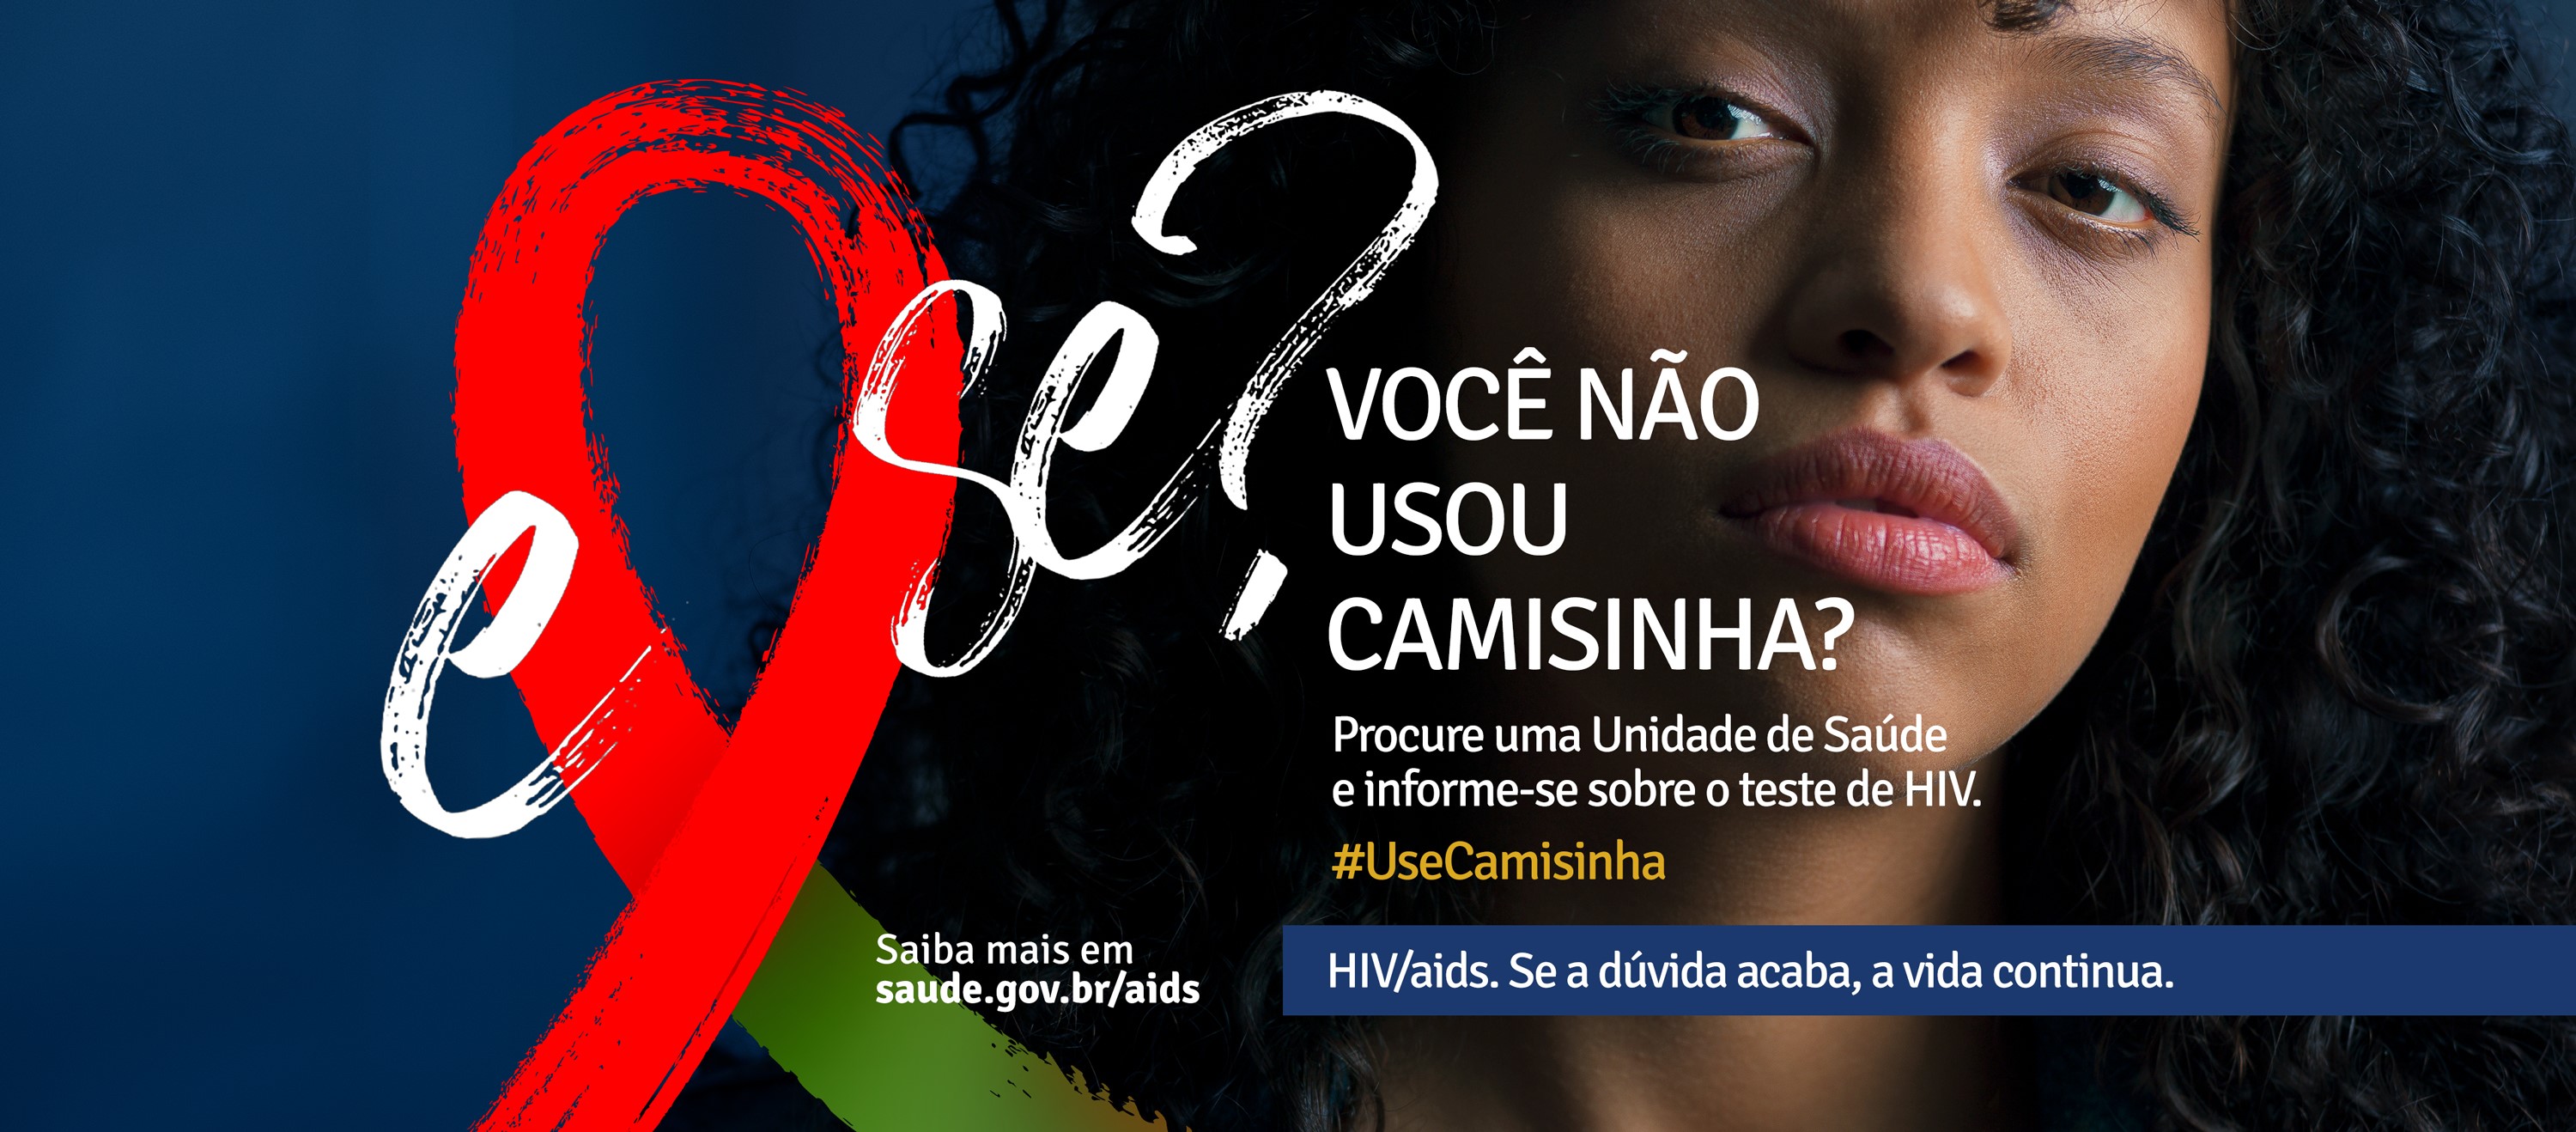 e se?
VOCÊ NÃO
USOU
CAMISINHA?
Procure uma Unidade de Saúde
e informe-se sobre o teste de HIV.
#UseCamisinha
Saiba mais em
saude.gov.br/aids
HIV/aids. Se a dúvida acaba, a vida continua.